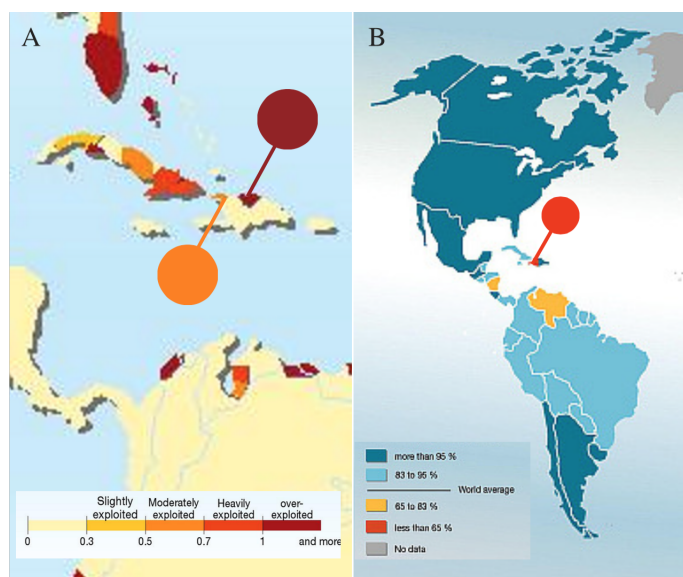 A
B
Slightly exploited
Moderately exploited
Heavily exploited
over-exploited
0
0.3
0.5
0.7
1
and more
more than 95 %
83 to 95 %
World average
65 to 83 %
less than 65 %
No data